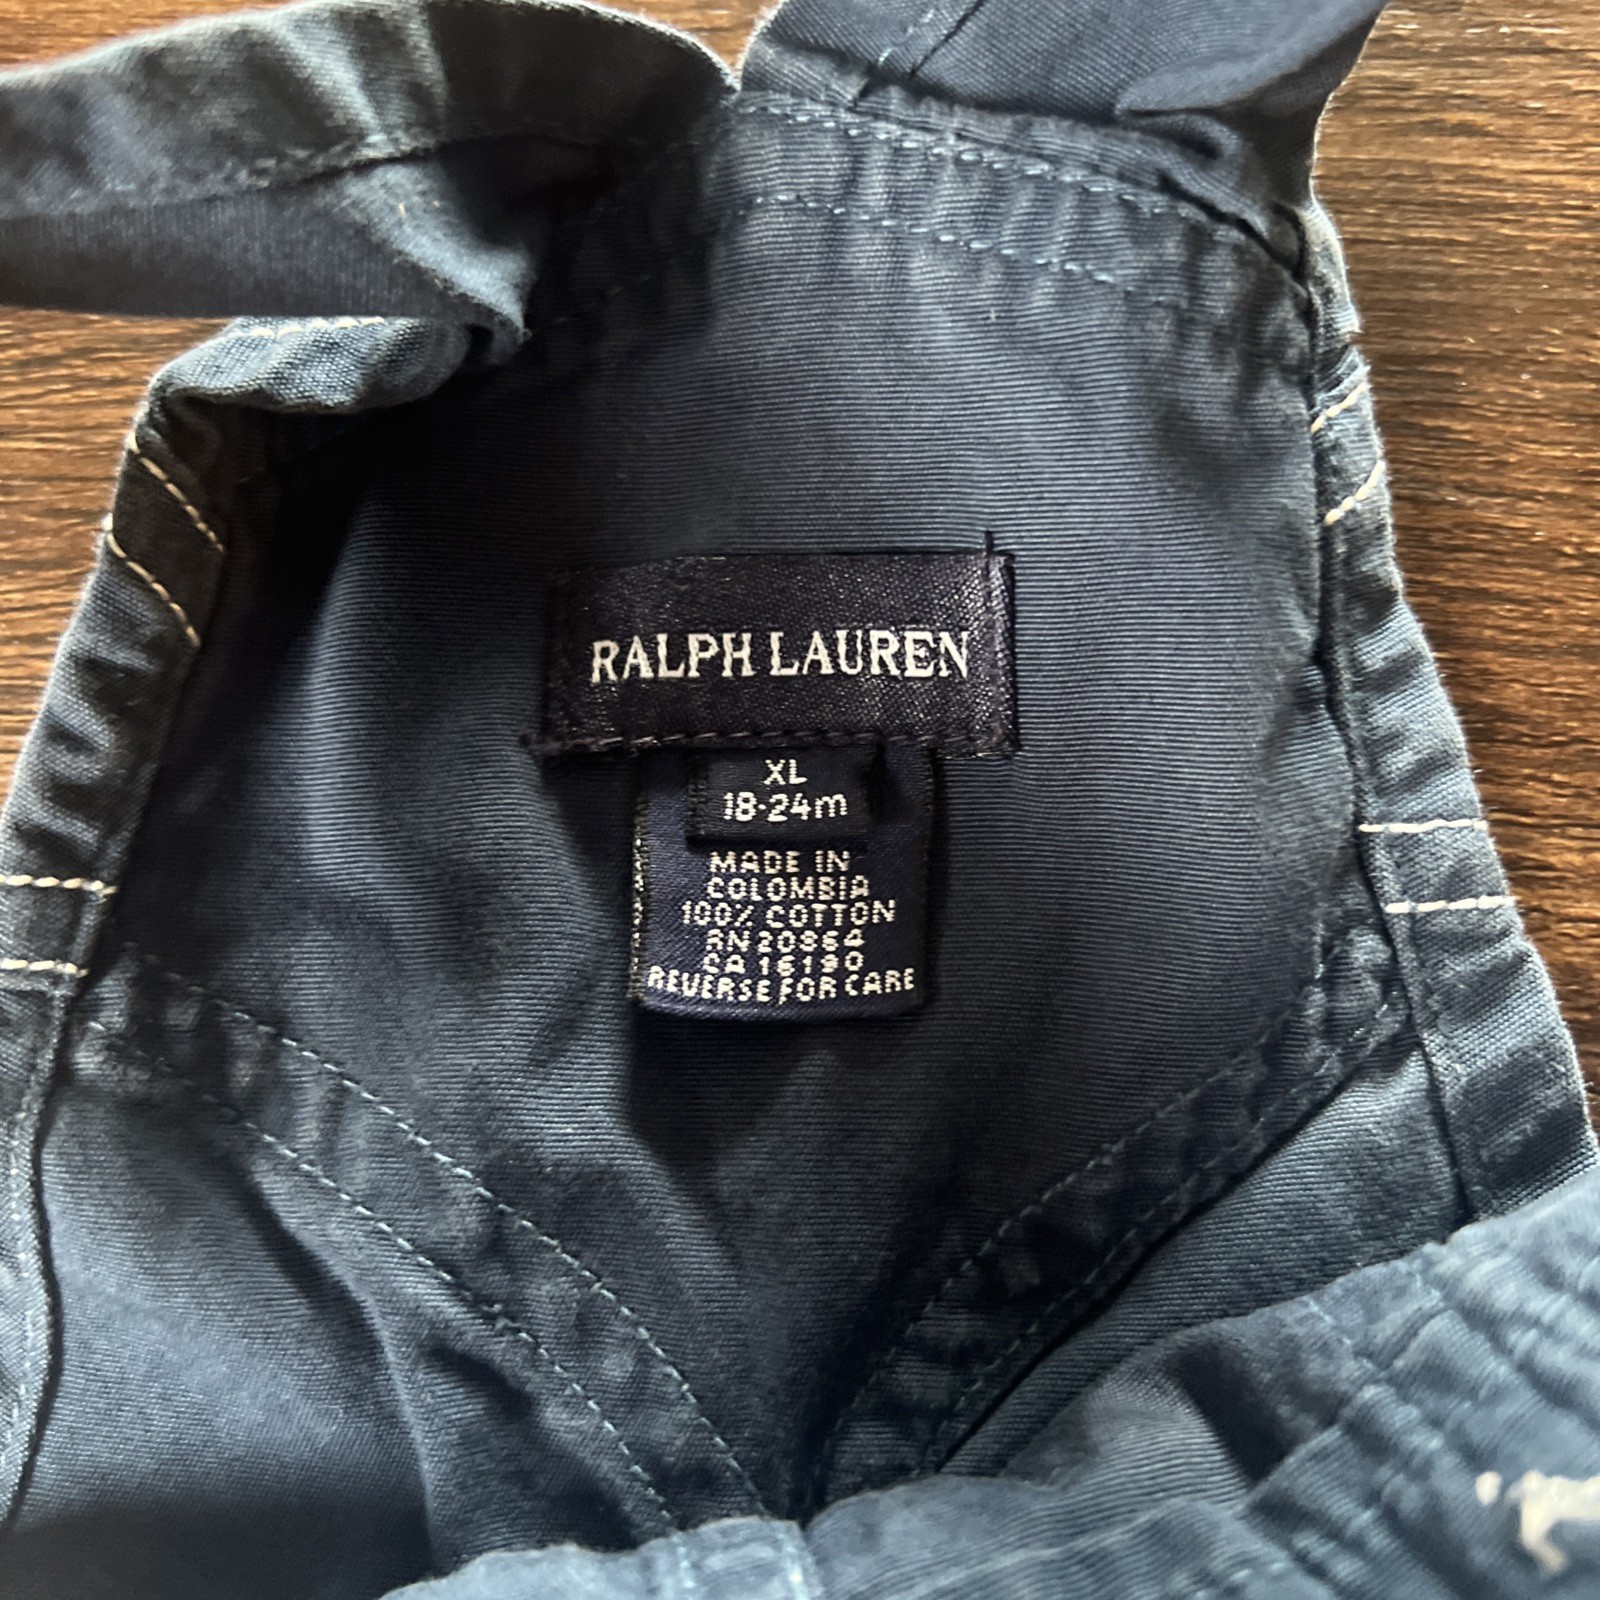 RALPH LAUREN
XL
18-24m
MADE IN
COLOMBIA
100% COTTON
RN 20864
CA 16190
REVERSE FOR CARE